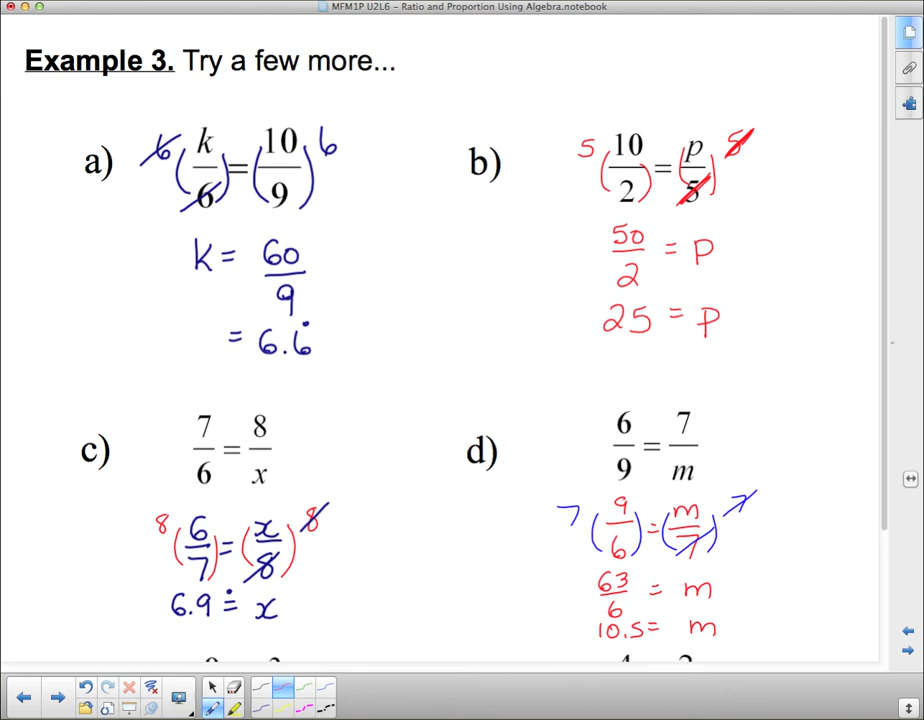 MFM1P U2L6 - Ratio and Proportion Using Algebra.notebook
Example 3. Try a few more...
a) 6 (k/6) = (10/9) 6
k = 60/9
= 6.6̇
b) 5 (10/2) = (p/5) 5
50/2 = p
25 = p
c) 7/6 = 8/x
8 (6/7) = (x/8) 8
6.9 ≐ x
d) 6/9 = 7/m
7 (9/6) = (m/7) 7
63/6 = m
10.5 = m